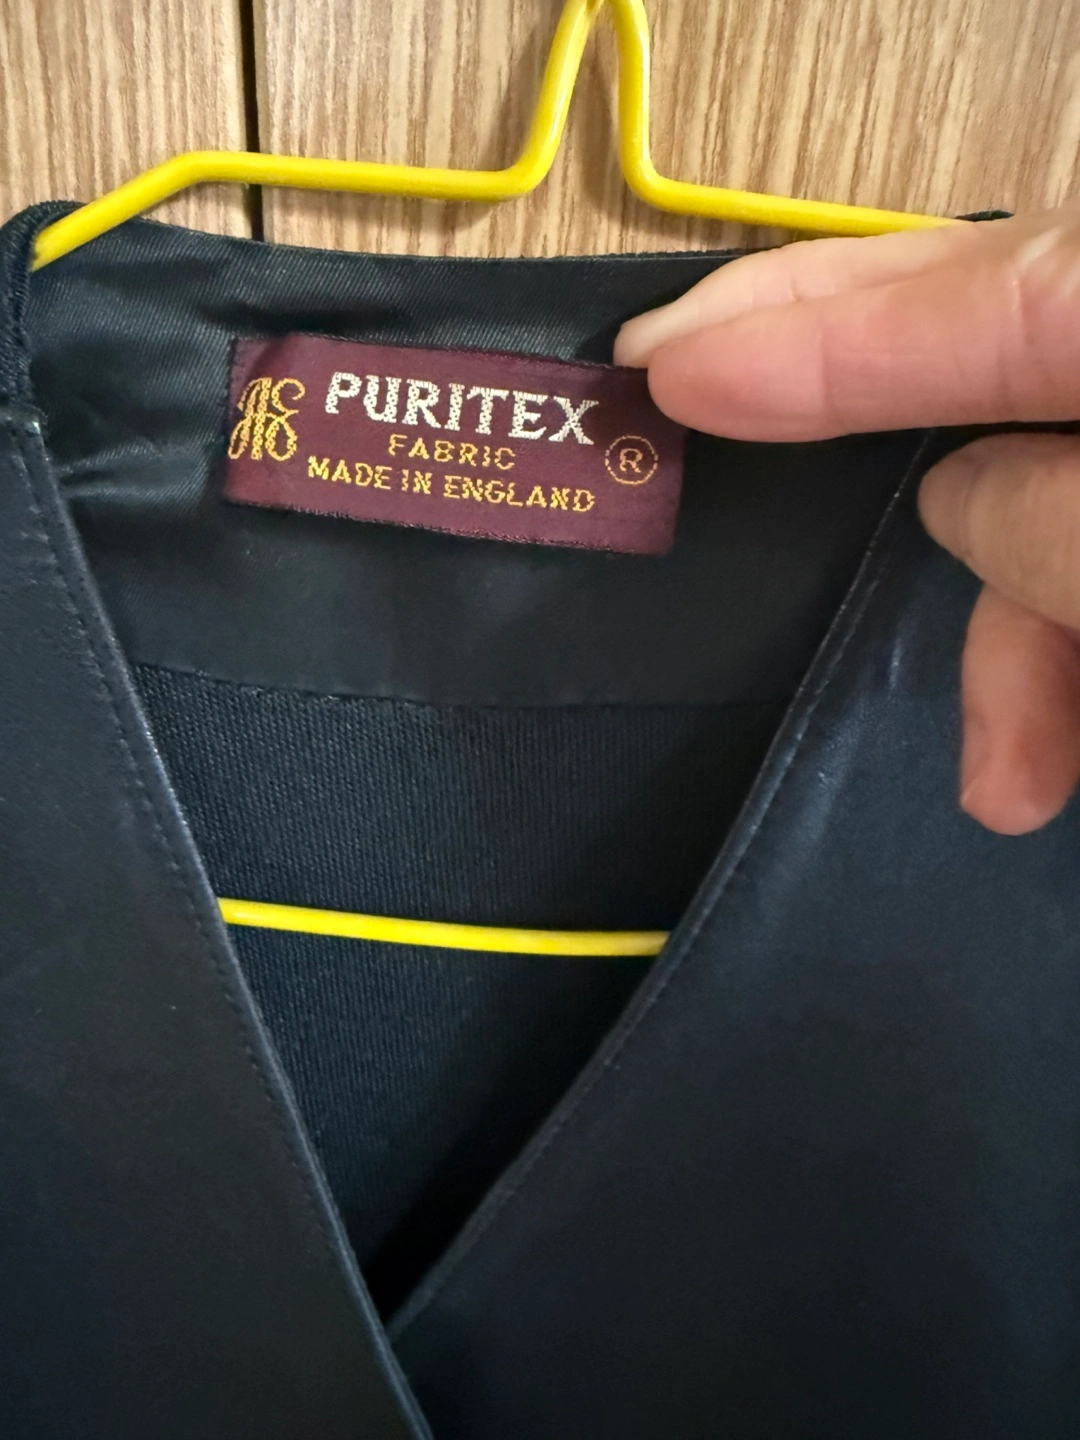 PURITEX
FABRIC
MADE IN ENGLAND
®